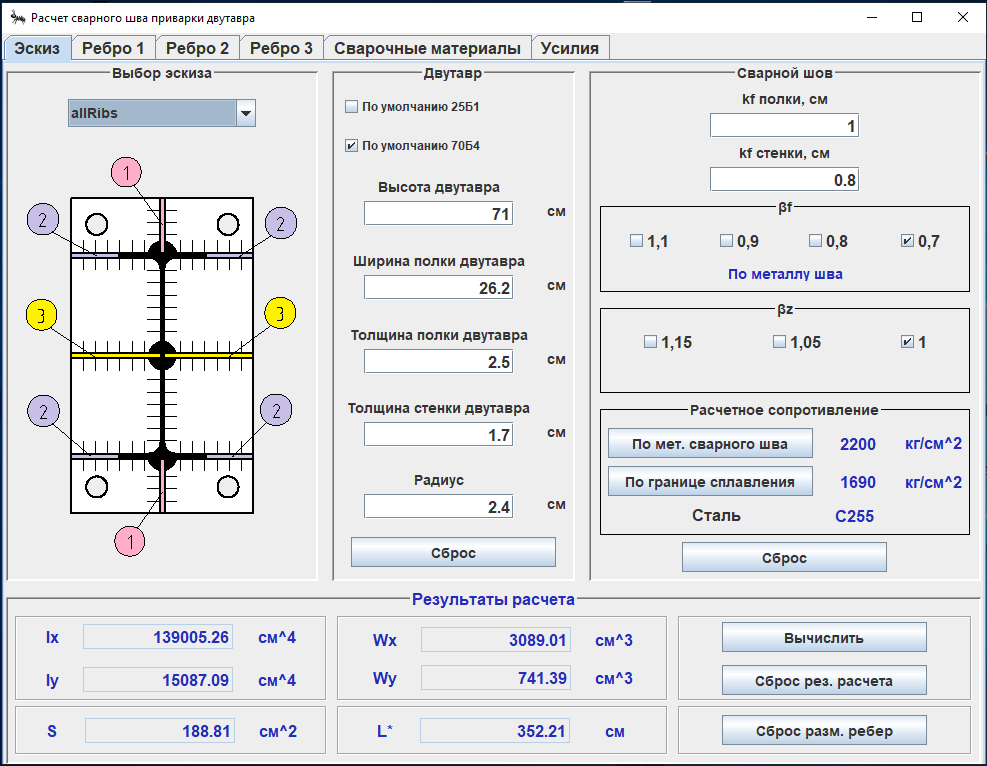 Расчет сварного шва приварки двутавра
Эскиз
Ребро 1
Ребро 2
Ребро 3
Сварочные материалы
Усилия
Выбор эскиза
allRibs
1
2
2
3
3
2
2
1
Двутавр
По умолчанию 25Б1
По умолчанию 70Б4
Высота двутавра
71 см
Ширина полки двутавра
26.2 см
Толщина полки двутавра
2.5 см
Толщина стенки двутавра
1.7 см
Радиус
2.4 см
Сброс
Сварной шов
kf полки, см
1
kf стенки, см
0.8
βf
1,1 0,9 0,8 0,7
По металлу шва
βz
1,15 1,05 1
Расчетное сопротивление
По мет. сварного шва 2200 кг/см^2
По границе сплавления 1690 кг/см^2
Сталь С255
Сброс
Результаты расчета
Ix 139005.26 см^4
Iy 15087.09 см^4
S 188.81 см^2
Wx 3089.01 см^3
Wy 741.39 см^3
L* 352.21 см
Вычислить
Сброс рез. расчета
Сброс разм. ребер